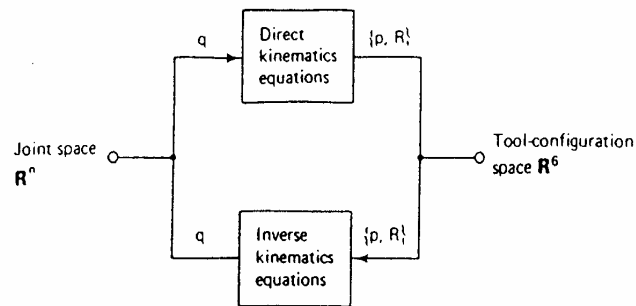 Direct
kinematics
equations
q
{p, R}
Joint space
R^n
Tool-configuration
space R^6
Inverse
kinematics
equations
q
{p, R}